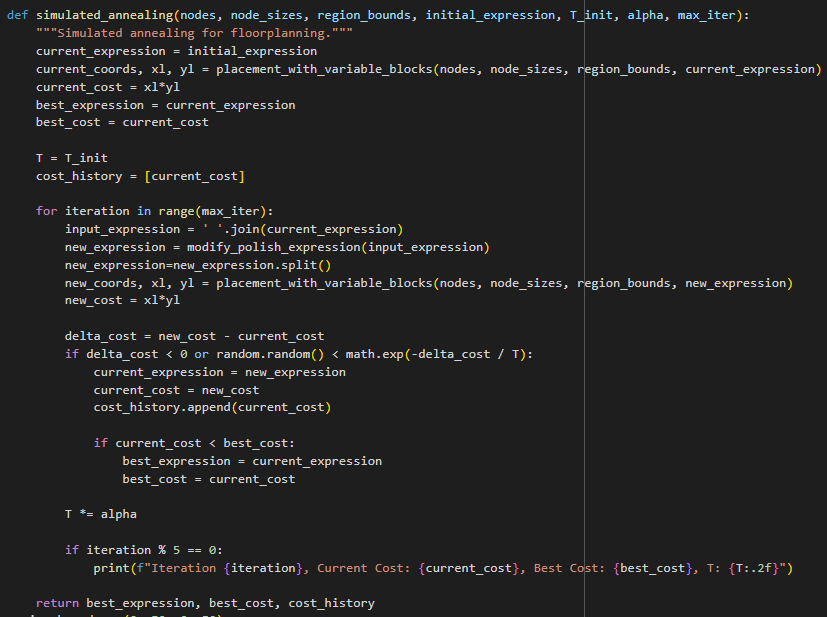 def simulated_annealing(nodes, node_sizes, region_bounds, initial_expression, T_init, alpha, max_iter):
    """Simulated annealing for floorplanning."""
    current_expression = initial_expression
    current_coords, xl, yl = placement_with_variable_blocks(nodes, node_sizes, region_bounds, current_expression)
    current_cost = xl*yl
    best_expression = current_expression
    best_cost = current_cost

    T = T_init
    cost_history = [current_cost]

    for iteration in range(max_iter):
        input_expression = ' '.join(current_expression)
        new_expression = modify_polish_expression(input_expression)
        new_expression=new_expression.split()
        new_coords, xl, yl = placement_with_variable_blocks(nodes, node_sizes, region_bounds, new_expression)
        new_cost = xl*yl

        delta_cost = new_cost - current_cost
        if delta_cost < 0 or random.random() < math.exp(-delta_cost / T):
            current_expression = new_expression
            current_cost = new_cost
            cost_history.append(current_cost)

            if current_cost < best_cost:
                best_expression = current_expression
                best_cost = current_cost

        T *= alpha

        if iteration % 5 == 0:
            print(f"Iteration {iteration}, Current Cost: {current_cost}, Best Cost: {best_cost}, T: {T:.2f}")

    return best_expression, best_cost, cost_history